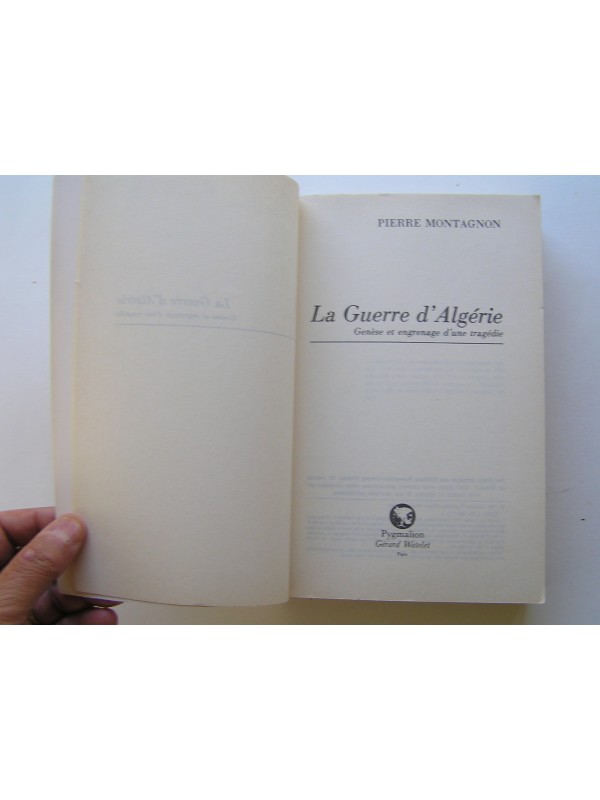 PIERRE MONTAGNON
La Guerre d'Algérie
Genèse et engrenage d'une tragédie
Pygmalion
Gérard Watelet
Paris